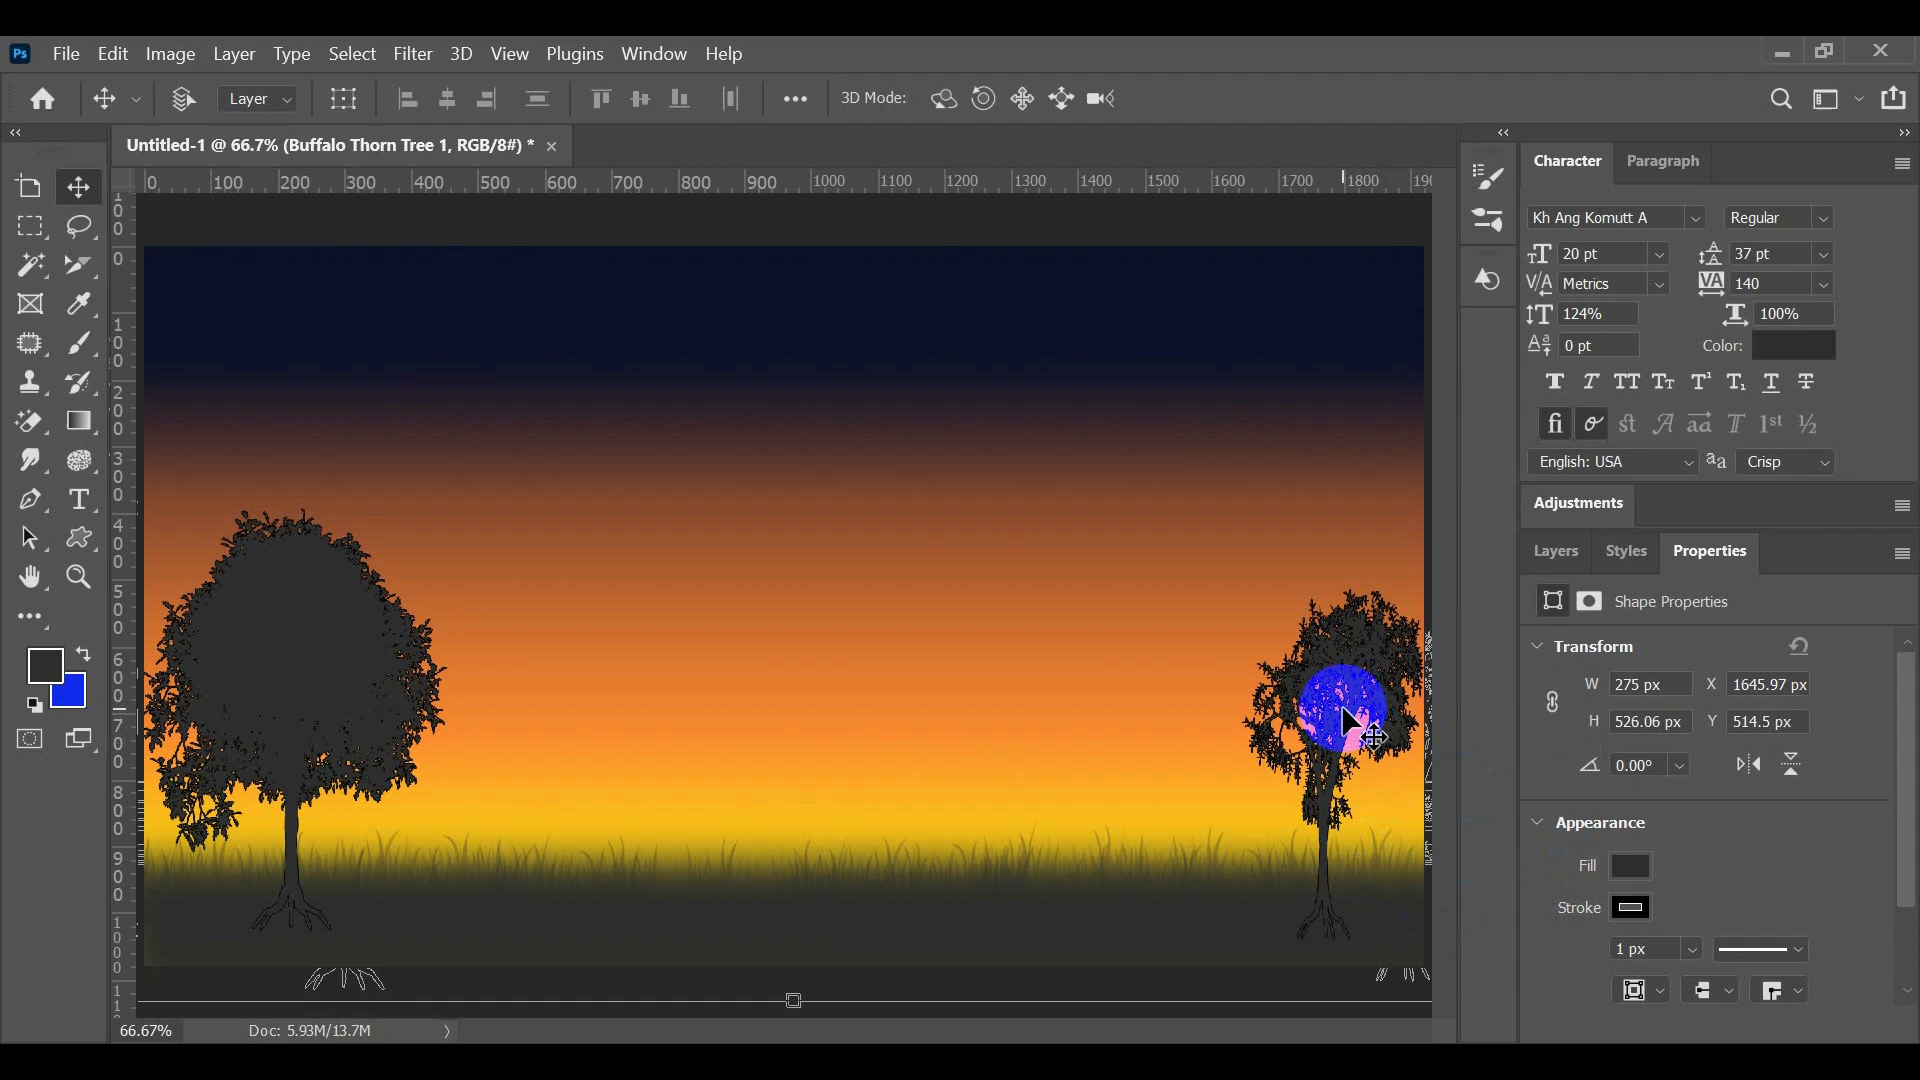 Ps File Edit Image Layer Type Select Filter 3D View Plugins Window Help
Layer 3D Mode:
Untitled-1 @ 66.7% (Buffalo Thorn Tree 1, RGB/8#) *
0 100 200 300 400 500 600 700 800 900 1000 1100 1200 1300 1400 1500 1600 1700 1800
Character Paragraph
Kh Ang Komutt A Regular
20 pt 37 pt
Metrics 140
124% 100%
0 pt Color:
English: USA Crisp
Adjustments
Layers Styles Properties
Shape Properties
Transform
W 275 px X 1645.97 px
H 526.06 px Y 514.5 px
0.00°
Appearance
Fill
Stroke
1 px
66.67% Doc: 5.93M/13.7M